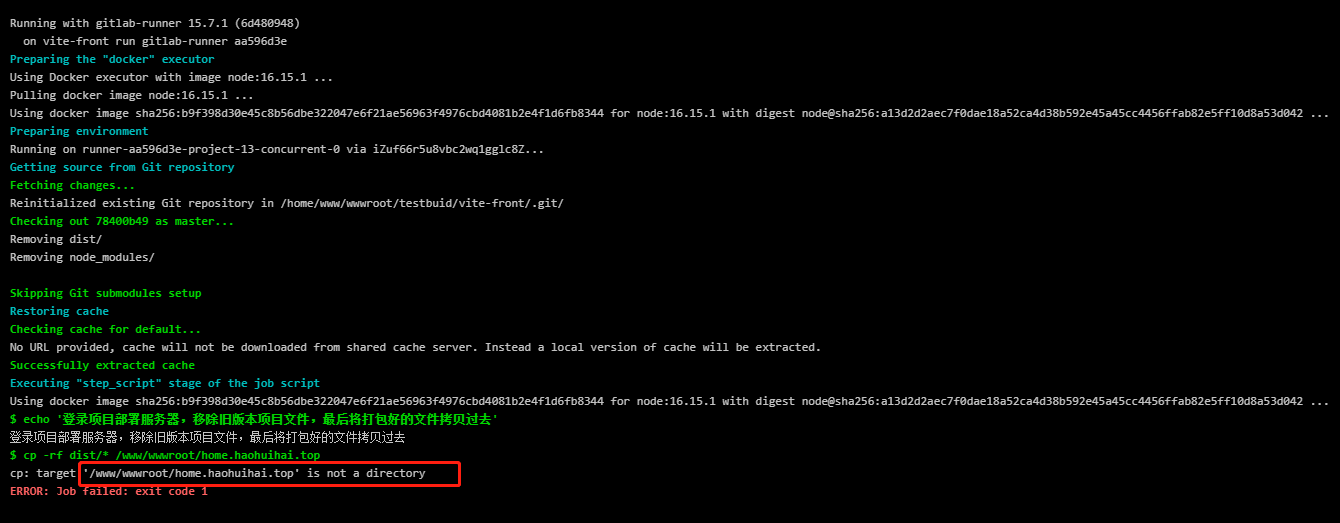 Running with gitlab-runner 15.7.1 (6d480948)
on vite-front run gitlab-runner aa596d3e
Preparing the "docker" executor
Using Docker executor with image node:16.15.1 ...
Pulling docker image node:16.15.1 ...
Using docker image sha256:b9f398d30e45c8b56dbe322047e6f21ae56963f4976cbd4081b2e4f1d6fb8344 for node:16.15.1 with digest node@sha256:a13d2d2aec7f0dae18a52ca4d38b592e45a45cc4456ffab82e5ff10d8a53d042 ...
Preparing environment
Running on runner-aa596d3e-project-13-concurrent-0 via iZuf66r5u8vbc2wq1gglc8Z...
Getting source from Git repository
Fetching changes...
Reinitialized existing Git repository in /home/www/wwwroot/testbuid/vite-front/.git/
Checking out 78400b49 as master...
Removing dist/
Removing node_modules/
Skipping Git submodules setup
Restoring cache
Checking cache for default...
No URL provided, cache will not be downloaded from shared cache server. Instead a local version of cache will be extracted.
Successfully extracted cache
Executing "step_script" stage of the job script
Using docker image sha256:b9f398d30e45c8b56dbe322047e6f21ae56963f4976cbd4081b2e4f1d6fb8344 for node:16.15.1 with digest node@sha256:a13d2d2aec7f0dae18a52ca4d38b592e45a45cc4456ffab82e5ff10d8a53d042 ...
$ echo '登录项目部署服务器，移除旧版本项目文件，最后将打包好的文件拷贝过去'
登录项目部署服务器，移除旧版本项目文件，最后将打包好的文件拷贝过去
$ cp -rf dist/* /www/wwwroot/home.haohuihai.top
cp: target '/www/wwwroot/home.haohuihai.top' is not a directory
ERROR: Job failed: exit code 1